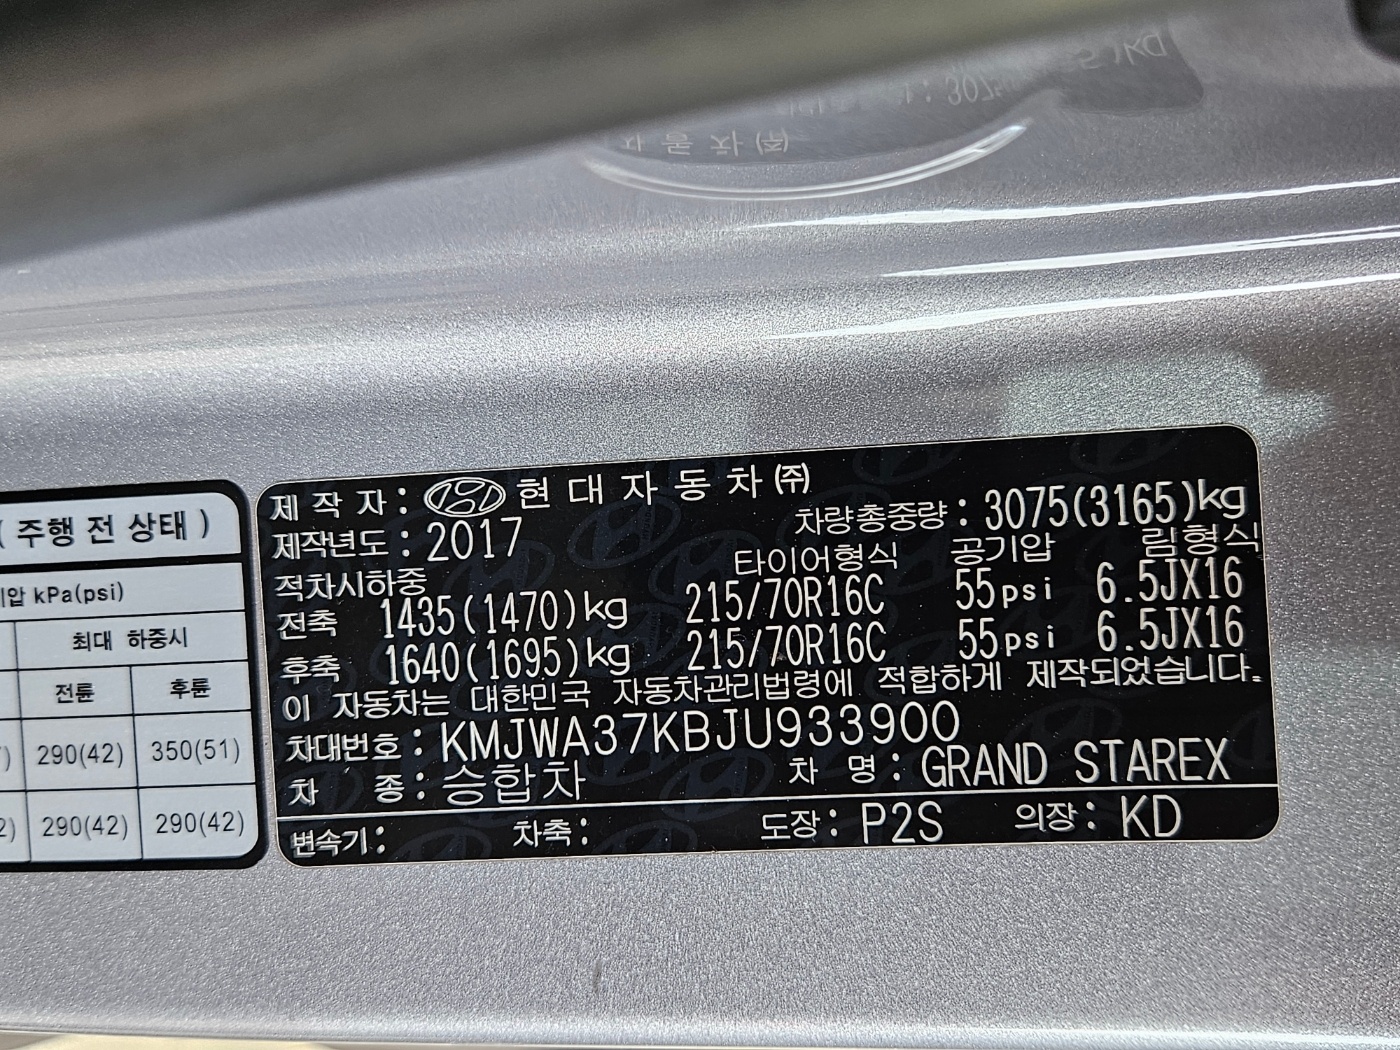 ( 주행 전 상태 )
압 kPa(psi)
최대 하중시
전륜 후륜
290(42) 350(51)
2) 290(42) 290(42)
제 작 자 : 현 대 자 동 차 ㈜
제작년도 : 2017 차량총중량 : 3075(3165)kg
적차시하중 타이어형식 공기압 림형식
전축 1435(1470)kg 215/70R16C 55psi 6.5JX16
후축 1640(1695)kg 215/70R16C 55psi 6.5JX16
이 자동차는 대한민국 자동차관리법령에 적합하게 제작되었습니다.
차대번호 : KMJWA37KBJU933900
차 종 : 승합차 차 명 : GRAND STAREX
변속기 : 차축 : 도장 : P2S 의장 : KD